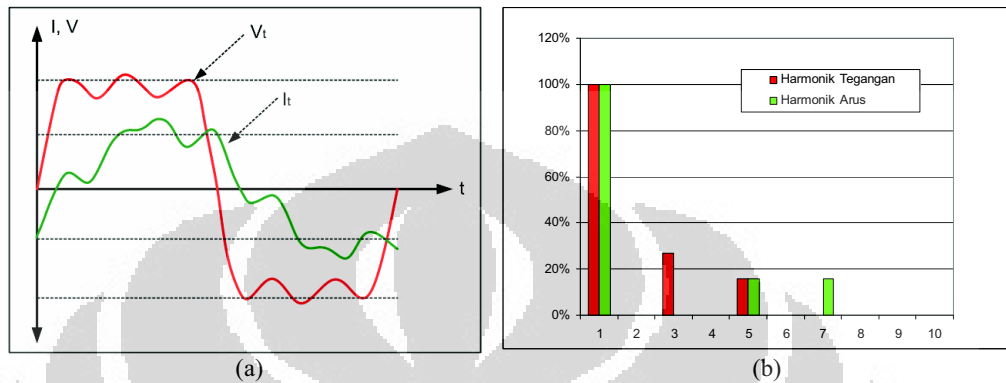 I, V
Vt
It
t
(a)
120%
100%
80%
60%
40%
20%
0%
1 2 3 4 5 6 7 8 9 10
Harmonik Tegangan
Harmonik Arus
(b)